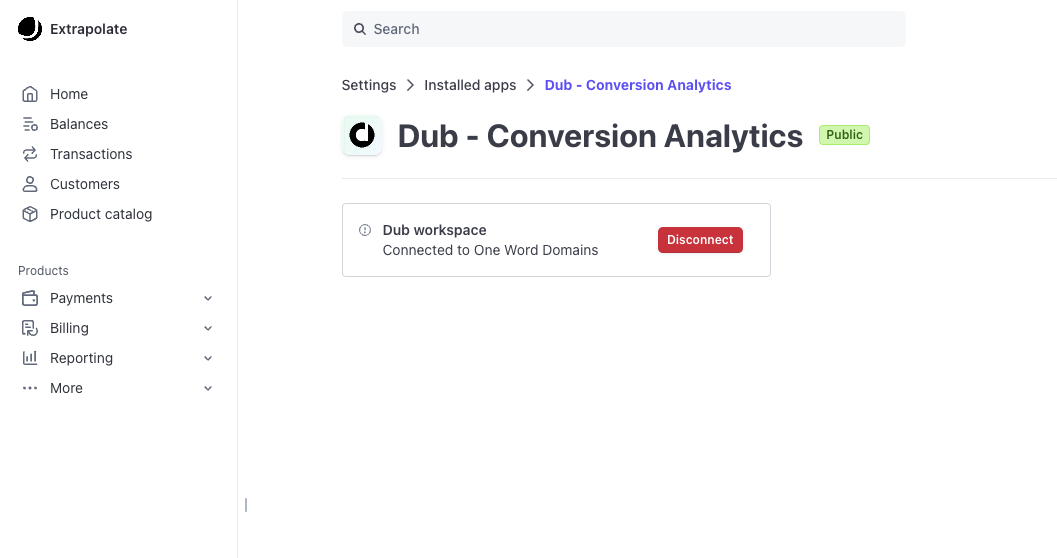 Extrapolate
Search
Home
Balances
Transactions
Customers
Product catalog
Products
Payments
Billing
Reporting
More
Settings > Installed apps > Dub - Conversion Analytics
Dub - Conversion Analytics Public
Dub workspace
Connected to One Word Domains
Disconnect